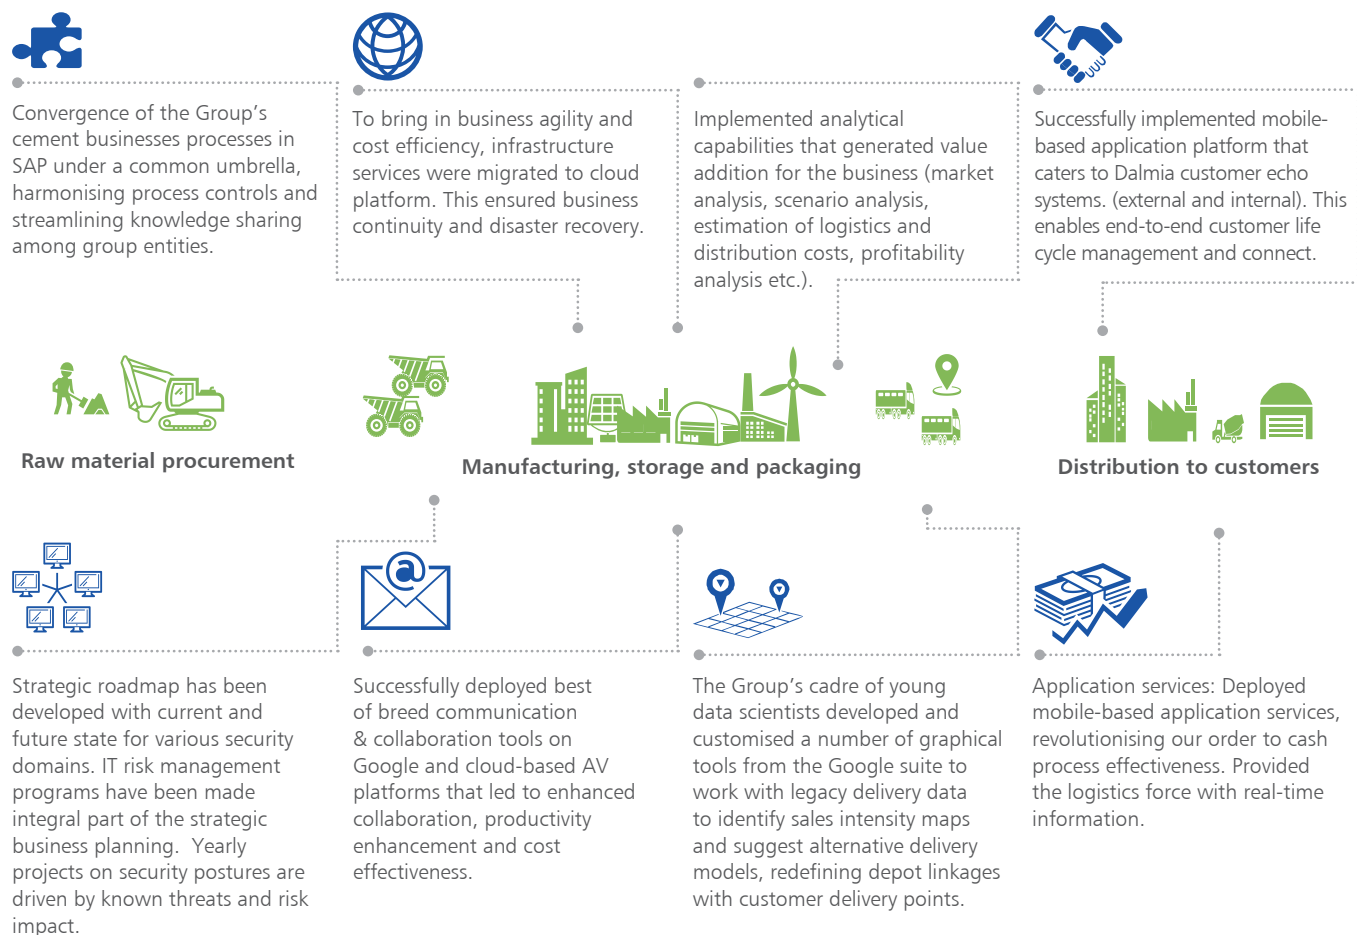 Convergence of the Group’s
cement businesses processes in
SAP under a common umbrella,
harmonising process controls and
streamlining knowledge sharing
among group entities.
To bring in business agility and
cost efficiency, infrastructure
services were migrated to cloud
platform. This ensured business
continuity and disaster recovery.
Implemented analytical
capabilities that generated value
addition for the business (market
analysis, scenario analysis,
estimation of logistics and
distribution costs, profitability
analysis etc.).
Successfully implemented mobile-
based application platform that
caters to Dalmia customer echo
systems. (external and internal). This
enables end-to-end customer life
cycle management and connect.
Raw material procurement
Manufacturing, storage and packaging
Distribution to customers
@
Strategic roadmap has been
developed with current and
future state for various security
domains. IT risk management
programs have been made
integral part of the strategic
business planning.  Yearly
projects on security postures are
driven by known threats and risk
impact.
Successfully deployed best
of breed communication
& collaboration tools on
Google and cloud-based AV
platforms that led to enhanced
collaboration, productivity
enhancement and cost
effectiveness.
The Group’s cadre of young
data scientists developed and
customised a number of graphical
tools from the Google suite to
work with legacy delivery data
to identify sales intensity maps
and suggest alternative delivery
models, redefining depot linkages
with customer delivery points.
Application services: Deployed
mobile-based application services,
revolutionising our order to cash
process effectiveness. Provided
the logistics force with real-time
information.